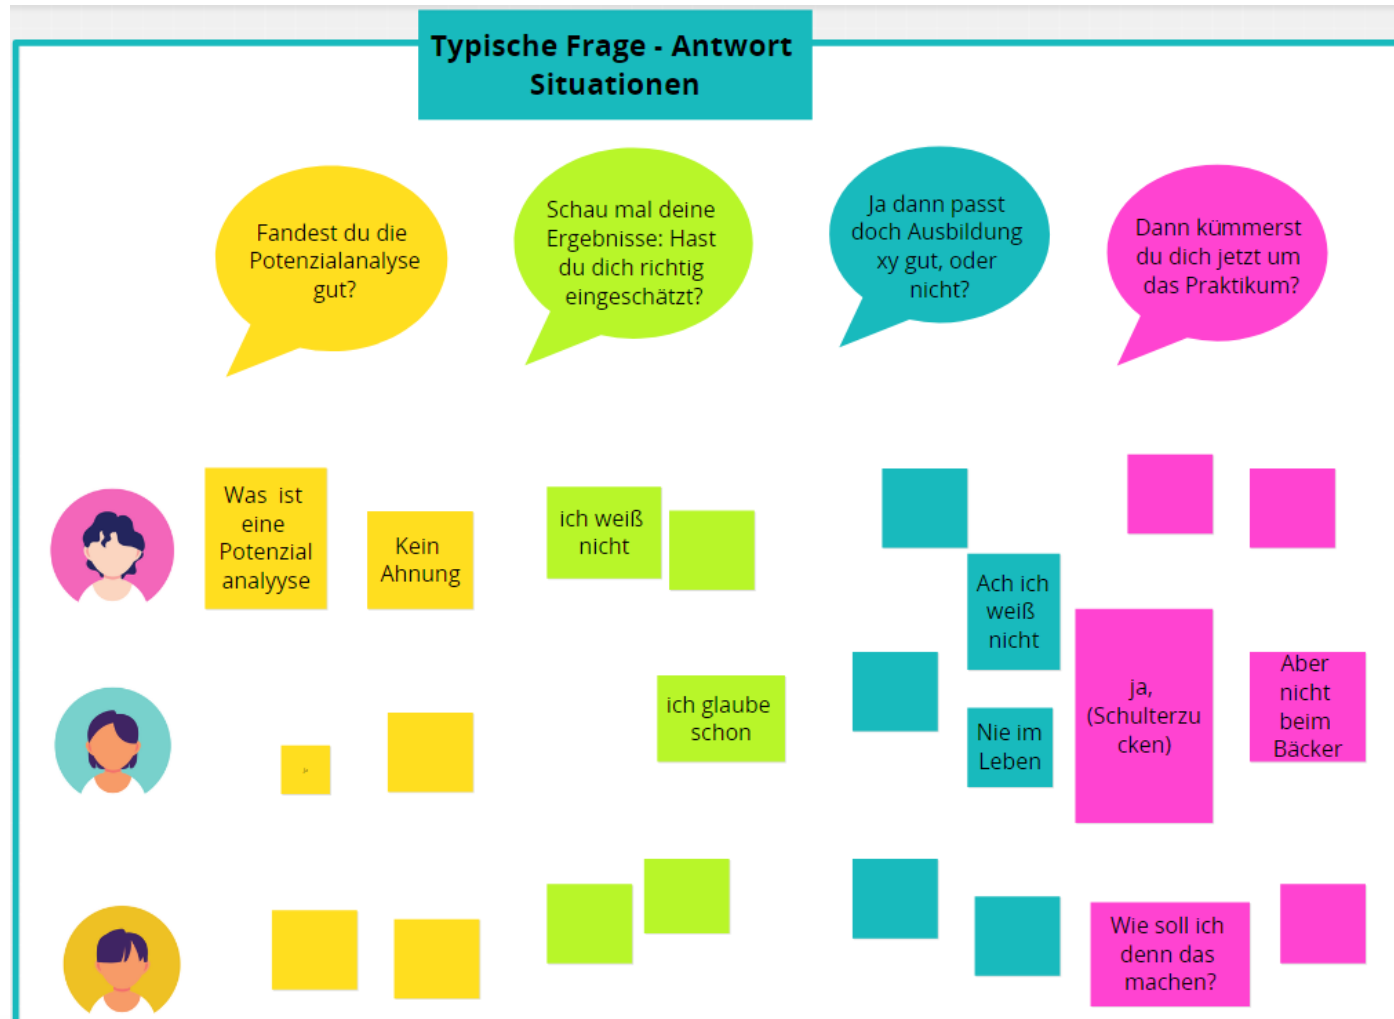 Typische Frage - Antwort
Situationen
Fandest du die
Potenzialanalyse
gut?
Schau mal deine
Ergebnisse: Hast
du dich richtig
eingeschätzt?
Ja dann passt
doch Ausbildung
xy gut, oder
nicht?
Dann kümmerst
du dich jetzt um
das Praktikum?
Was ist
eine
Potenzial
analyyse
Kein
Ahnung
ich weiß
nicht
Ach ich
weiß
nicht
ich glaube
schon
Nie im
Leben
ja,
(Schulterzu
cken)
Aber
nicht
beim
Bäcker
Wie soll ich
denn das
machen?